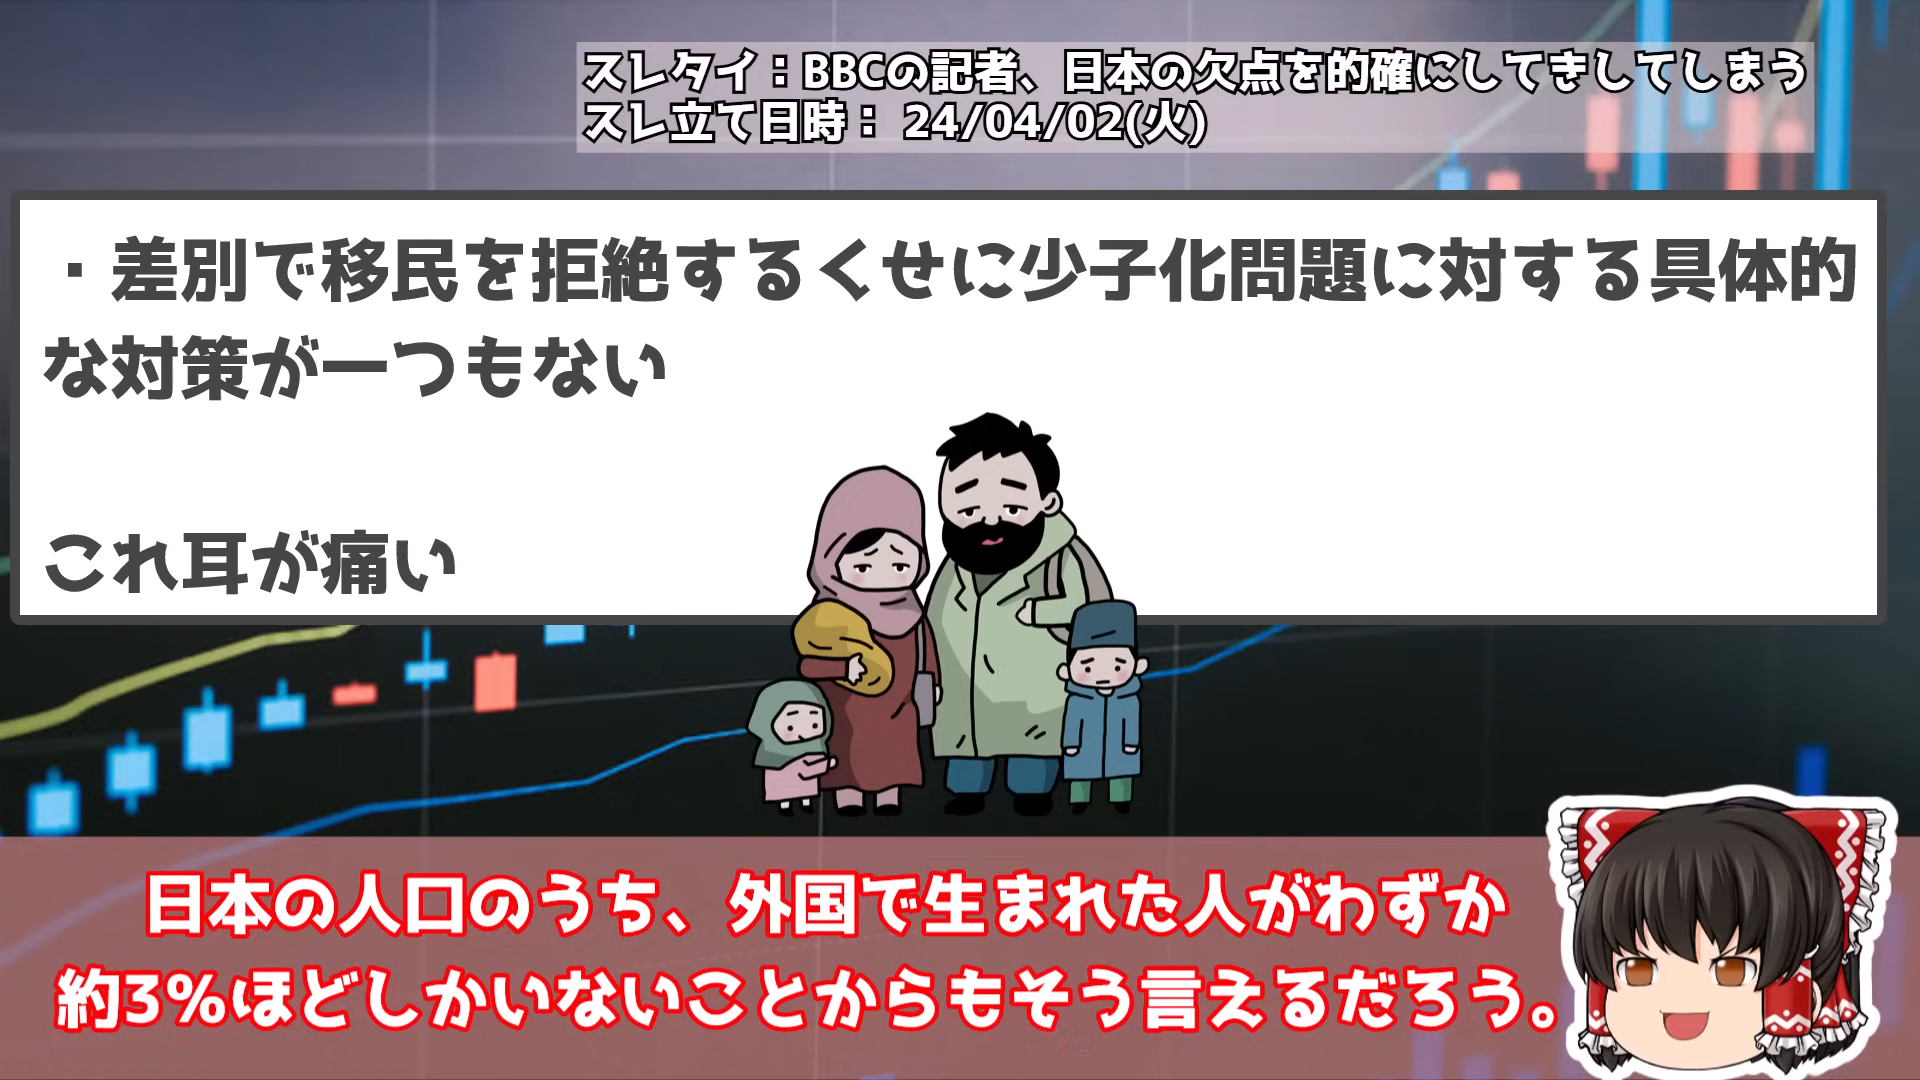 スレタイ：BBCの記者、日本の欠点を的確にしてきしてしまう
スレ立て日時： 24/04/02(火)
・差別で移民を拒絶するくせに少子化問題に対する具体的
な対策が一つもない
これ耳が痛い
日本の人口のうち、外国で生まれた人がわずか
約3%ほどしかいないことからもそう言えるだろう。